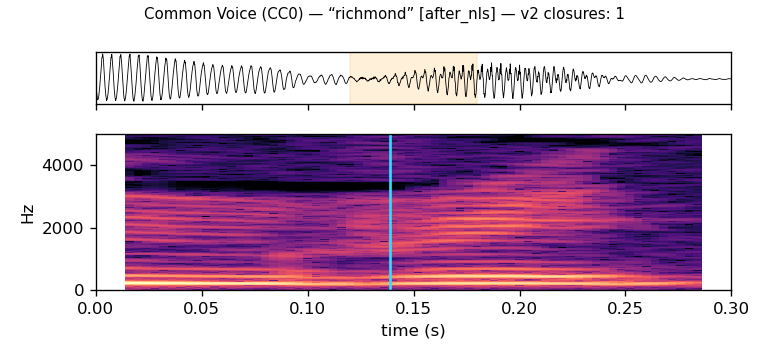 Common Voice (CC0) — “richmond” [after_nls] — v2 closures: 1
4000
2000
0
Hz
0.00 0.05 0.10 0.15 0.20 0.25 0.30
time (s)